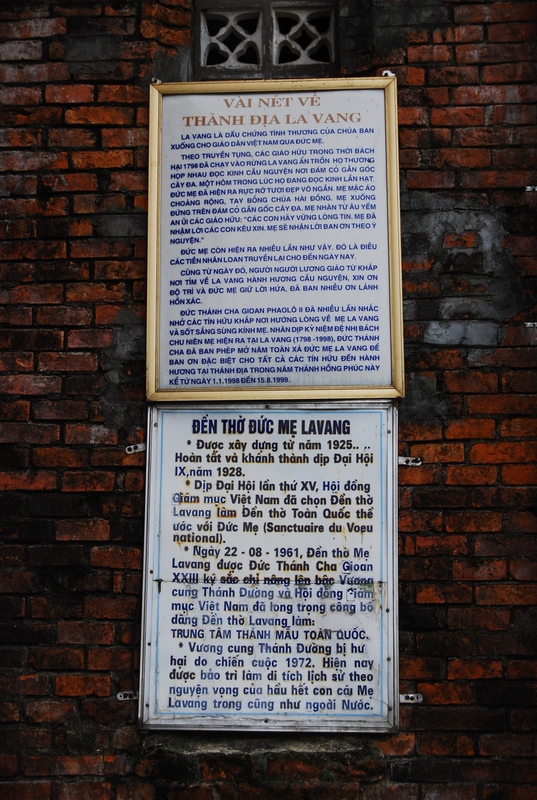 VÀI NÉT VỀ
THÁNH ĐỊA LA VANG
LA VANG LÀ DẤU CHỨNG TÌNH THƯƠNG CỦA CHÚA BAN
XUỐNG CHO GIÁO DÂN VIỆT NAM QUA ĐỨC MẸ.
THEO TRUYỀN TỤNG, CÁC GIÁO HỮU TRONG THỜI BÁCH
HẠI 1798 ĐÃ CHẠY VÀO RỪNG LA VANG ẨN TRỐN HỌ THƯỜNG
HỌP NHAU ĐỌC KINH CẦU NGUYỆN NƠI ĐÁM CỎ GẦN GỐC
CÂY ĐA. MỘT HÔM TRONG LÚC HỌ ĐANG ĐỌC KINH LẦN HẠT
ĐỨC MẸ ĐÃ HIỆN RA RỰC RỠ TƯƠI ĐẸP VÔ NGẦN. MẸ MẶC ÁO
CHOÀNG RỘNG, TAY BỒNG CHÚA HÀI ĐỒNG. MẸ XUỐNG
ĐỨNG TRÊN ĐÁM CỎ GẦN GỐC CÂY ĐA. MẸ NHÂN TỪ ÂU YẾM
AN ỦI CÁC GIÁO HỮU: "CÁC CON HÃY VỮNG LÒNG TIN. MẸ ĐÃ
NHẬM LỜI CÁC CON KÊU XIN. MẸ SẼ NHẬN LỜI BAN ƠN THEO Ý
NGUYỆN."
ĐỨC MẸ CÒN HIỆN RA NHIỀU LẦN NHƯ VẬY. ĐÓ LÀ ĐIỀU
CÁC TIỀN NHÂN LOAN TRUYỀN LẠI CHO ĐẾN NGÀY NAY.
CŨNG TỪ NGÀY ĐÓ, NGƯỜI NGƯỜI LƯƠNG GIÁO TỪ KHẮP
NƠI TÌM VỀ LA VANG HÀNH HƯƠNG CẦU NGUYỆN, XIN ƠN
ĐỘ TRÌ VÀ ĐỨC MẸ GIỮ LỜI HỨA, ĐÃ BAN NHIỀU ƠN LÀNH
HỒN XÁC.
ĐỨC THÁNH CHA GIOAN PHAOLÔ II ĐÃ NHIỀU LẦN NHẮC
NHỞ CÁC TÍN HỮU KHẮP NƠI HƯỚNG LÒNG VỀ MẸ LA VANG
VÀ SỐT SẮNG SÙNG KÍNH MẸ. NHÂN DỊP KỶ NIỆM ĐỆ NHỊ BÁCH
CHU NIÊN MẸ HIỆN RA TẠI LA VANG (1798 -1998), ĐỨC THÁNH
CHA ĐÃ BAN PHÉP MỞ NĂM TOÀN XÁ ĐỨC MẸ LA VANG ĐỂ
BAN ƠN ĐẶC BIỆT CHO TẤT CẢ CÁC TÍN HỮU ĐẾN HÀNH
HƯƠNG TẠI THÁNH ĐỊA TRONG NĂM THÁNH HỒNG PHÚC NÀY
KỂ TỪ NGÀY 1.1.1998 ĐẾN 15.8.1999.
ĐỀN THỜ ĐỨC MẸ LAVANG
* Được xây dựng từ năm 1925.. ..
Hoàn tất và khánh thành dịp Đại Hội
IX,năm 1928.
* Dịp Đại Hội lần thứ XV, Hội đồng
Giám mục Việt Nam đã chọn Đền thờ
Lavang làm Đền thờ Toàn Quốc thề
ước với Đức Mẹ (Sanctuaire du Voeu
national).
* Ngày 22 - 08 - 1961, Đền thờ Mẹ
Lavang được Đức Thánh Cha Gioan
XXIII ký sắc chỉ nâng lên bậc Vương
cung Thánh Đường và Hội đồng Giám
mục Việt Nam đã long trọng công bố
dâng Đền thờ Lavang làm:
TRUNG TÂM THÁNH MẪU TOÀN QUỐC.
* Vương cung Thánh Đường bị hư
hại do chiến cuộc 1972. Hiện nay
được bảo trì làm di tích lịch sử theo
nguyện vọng của hầu hết con cái Mẹ
Lavang trong cũng như ngoài Nước.